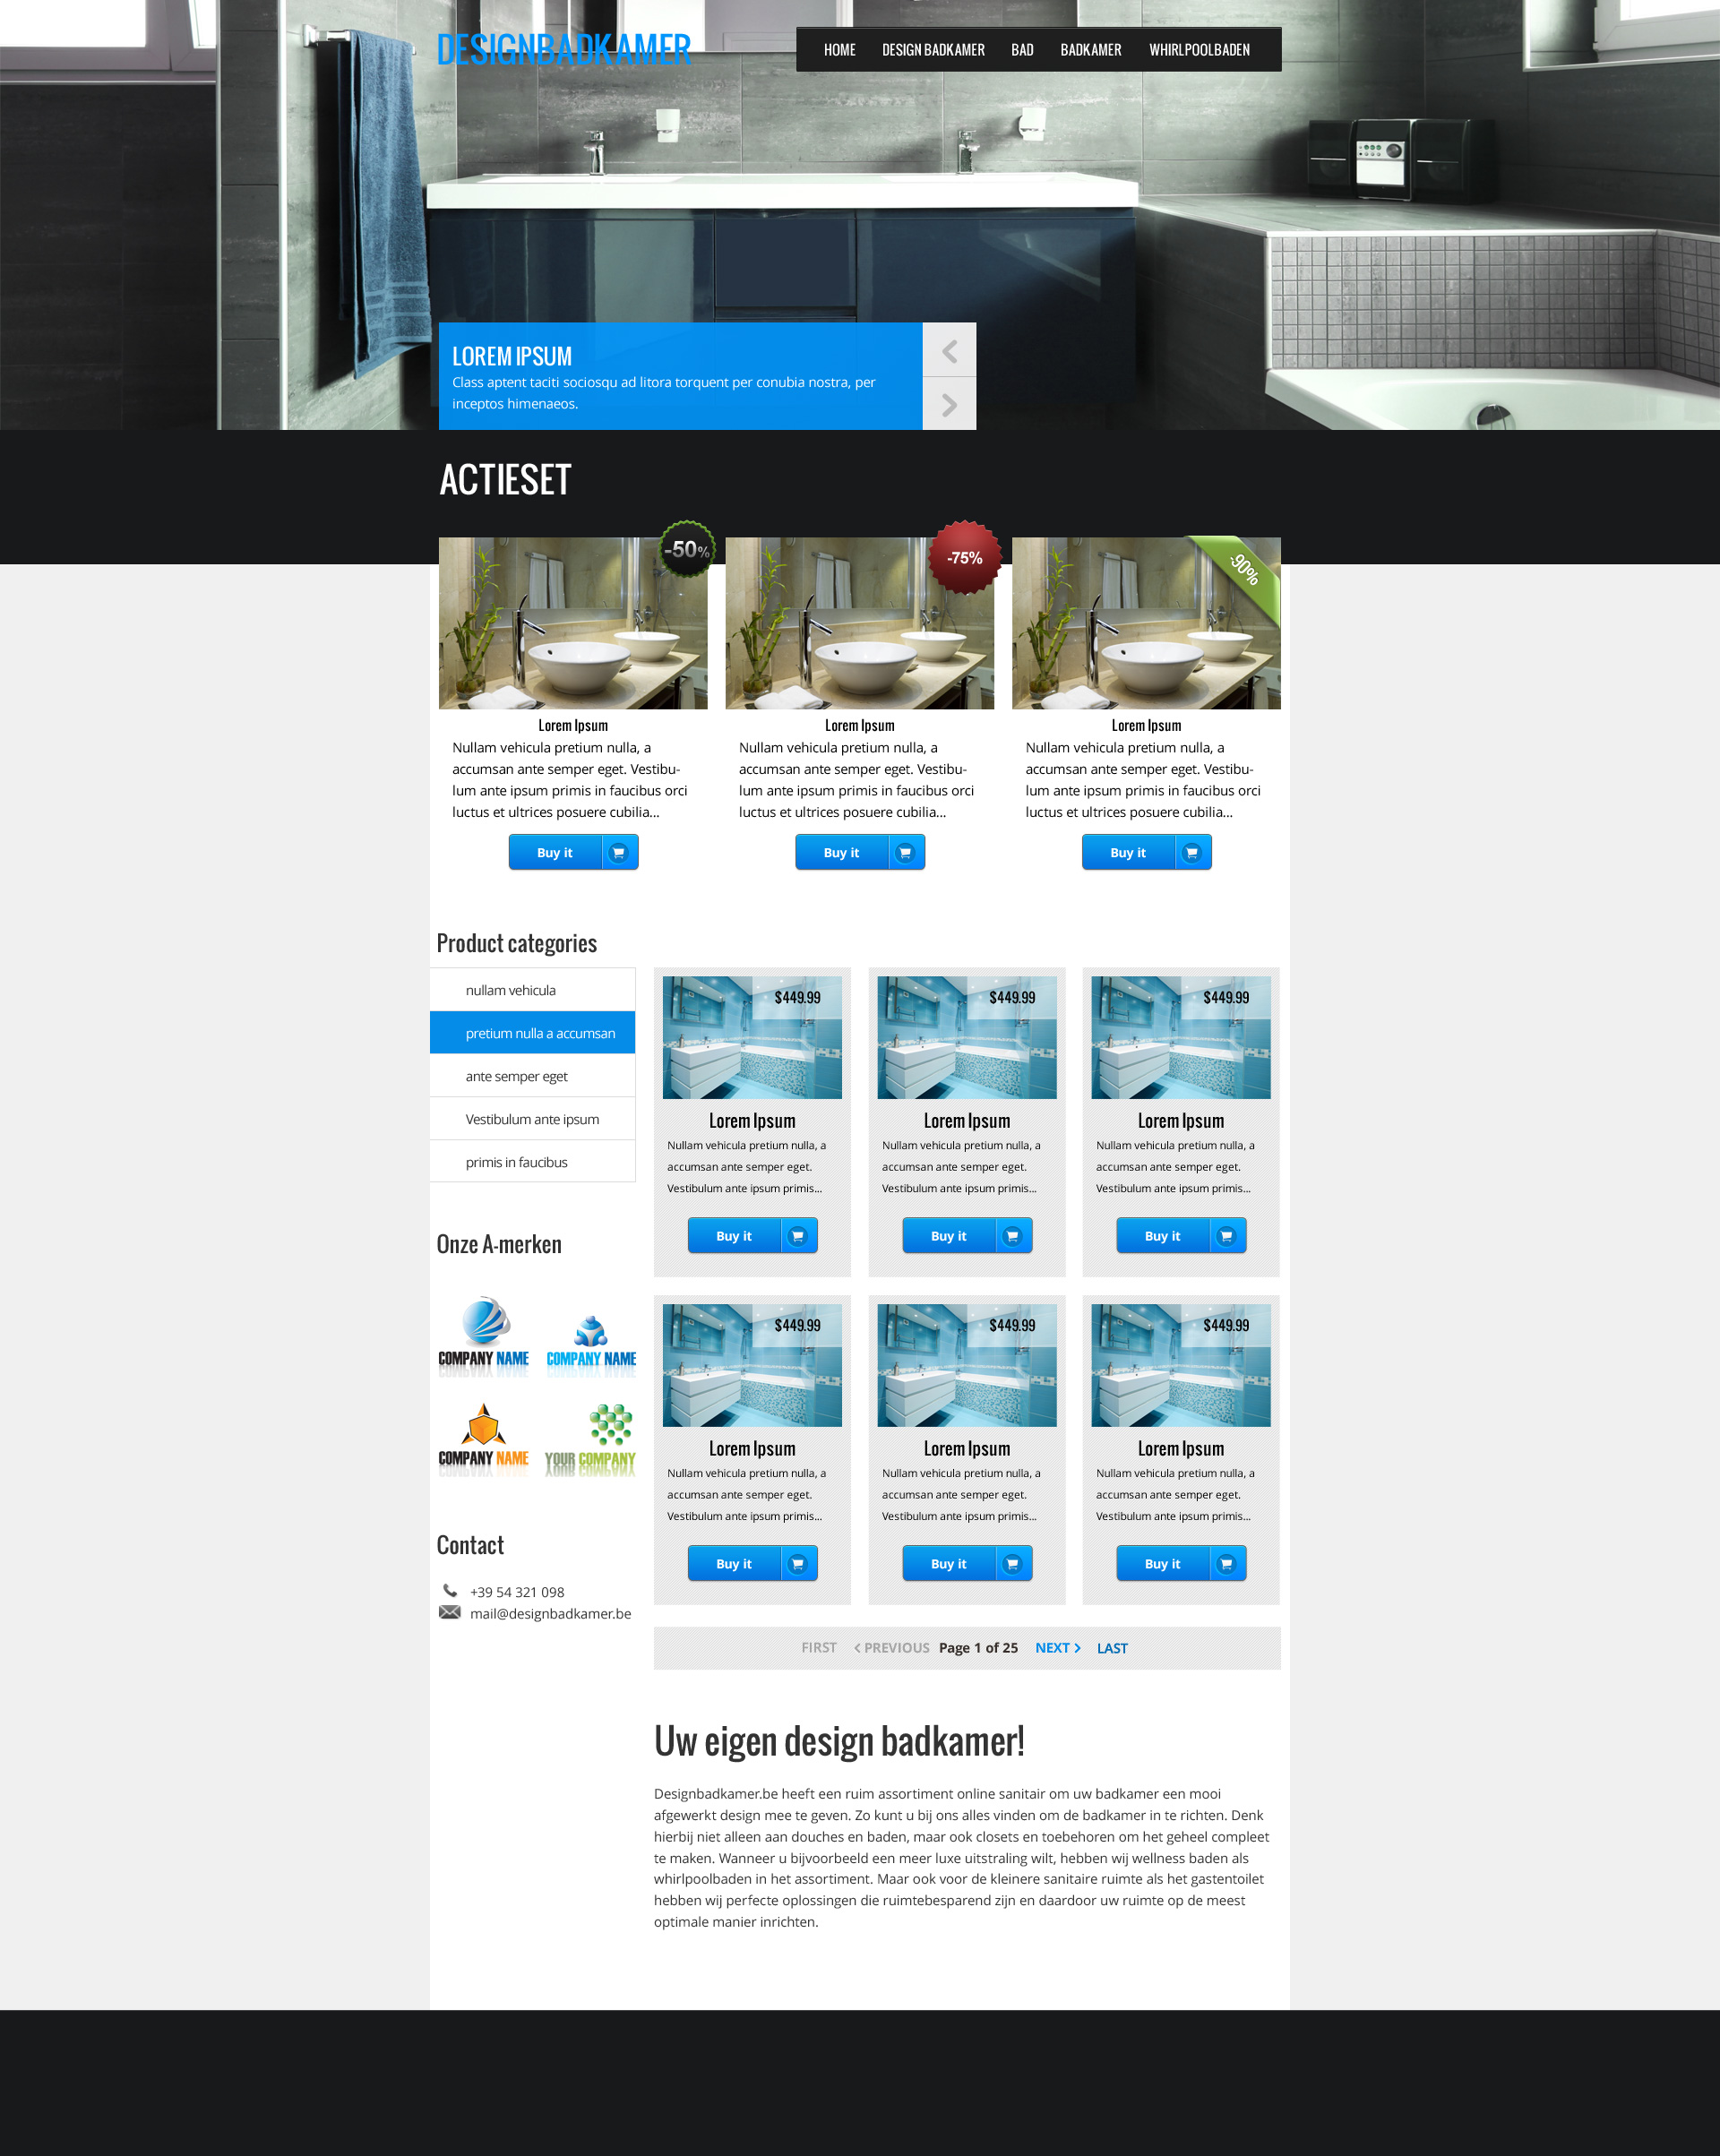 DESIGNBADKAMER
HOME DESIGN BADKAMER BAD BADKAMER WHIRLPOOLBADEN
LOREM IPSUM
Class aptent taciti sociosqu ad litora torquent per conubia nostra, per
inceptos himenaeos.
ACTIESET
-50%
-75%
-90%
Lorem Ipsum
Nullam vehicula pretium nulla, a
accumsan ante semper eget. Vestibu-
lum ante ipsum primis in faucibus orci
luctus et ultrices posuere cubilia...
Buy it
Lorem Ipsum
Nullam vehicula pretium nulla, a
accumsan ante semper eget. Vestibu-
lum ante ipsum primis in faucibus orci
luctus et ultrices posuere cubilia...
Buy it
Lorem Ipsum
Nullam vehicula pretium nulla, a
accumsan ante semper eget. Vestibu-
lum ante ipsum primis in faucibus orci
luctus et ultrices posuere cubilia...
Buy it
Product categories
nullam vehicula
pretium nulla a accumsan
ante semper eget
Vestibulum ante ipsum
primis in faucibus
Onze A-merken
COMPANY NAME
COMPANY NAME
COMPANY NAME
YOUR COMPANY
Contact
+39 54 321 098
mail@designbadkamer.be
$449.99
Lorem Ipsum
Nullam vehicula pretium nulla, a
accumsan ante semper eget.
Vestibulum ante ipsum primis...
Buy it
$449.99
Lorem Ipsum
Nullam vehicula pretium nulla, a
accumsan ante semper eget.
Vestibulum ante ipsum primis...
Buy it
$449.99
Lorem Ipsum
Nullam vehicula pretium nulla, a
accumsan ante semper eget.
Vestibulum ante ipsum primis...
Buy it
$449.99
Lorem Ipsum
Nullam vehicula pretium nulla, a
accumsan ante semper eget.
Vestibulum ante ipsum primis...
Buy it
$449.99
Lorem Ipsum
Nullam vehicula pretium nulla, a
accumsan ante semper eget.
Vestibulum ante ipsum primis...
Buy it
$449.99
Lorem Ipsum
Nullam vehicula pretium nulla, a
accumsan ante semper eget.
Vestibulum ante ipsum primis...
Buy it
FIRST < PREVIOUS Page 1 of 25 NEXT > LAST
Uw eigen design badkamer!
Designbadkamer.be heeft een ruim assortiment online sanitair om uw badkamer een mooi
afgewerkt design mee te geven. Zo kunt u bij ons alles vinden om de badkamer in te richten. Denk
hierbij niet alleen aan douches en baden, maar ook closets en toebehoren om het geheel compleet
te maken. Wanneer u bijvoorbeeld een meer luxe uitstraling wilt, hebben wij wellness baden als
whirlpoolbaden in het assortiment. Maar ook voor de kleinere sanitaire ruimte als het gastentoilet
hebben wij perfecte oplossingen die ruimtebesparend zijn en daardoor uw ruimte op de meest
optimale manier inrichten.